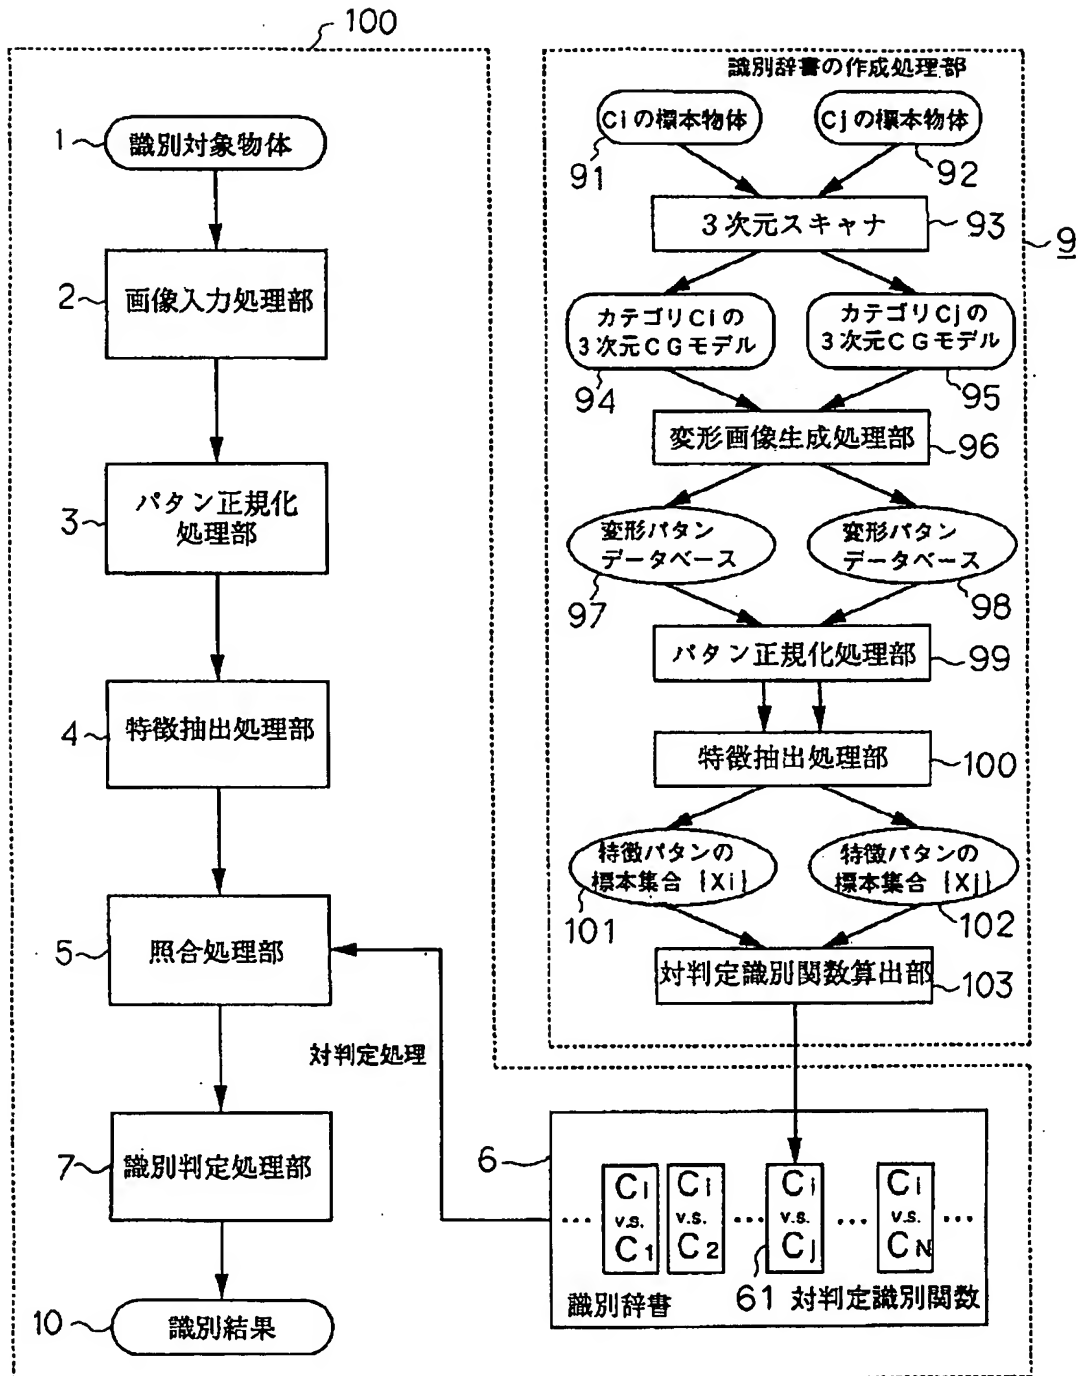 100
1
識別対象物体
2
画像入力処理部
3
パタン正規化
処理部
4
特徴抽出処理部
5
照合処理部
対判定処理
7
識別判定処理部
10
識別結果
識別辞書の作成処理部
Ciの標本物体
Cjの標本物体
91
92
3次元スキャナ
93
9
カテゴリCiの
3次元CGモデル
カテゴリCjの
3次元CGモデル
94
95
変形画像生成処理部
96
変形パタン
データベース
変形パタン
データベース
97
98
パタン正規化処理部
99
特徴抽出処理部
100
特徴パタンの
標本集合 {Xi}
特徴パタンの
標本集合 {Xj}
101
102
対判定識別関数算出部
103
6
... Ci v.s. C1
Ci v.s. C2
... Ci v.s. Cj
... Ci v.s. CN ...
識別辞書
61 対判定識別関数